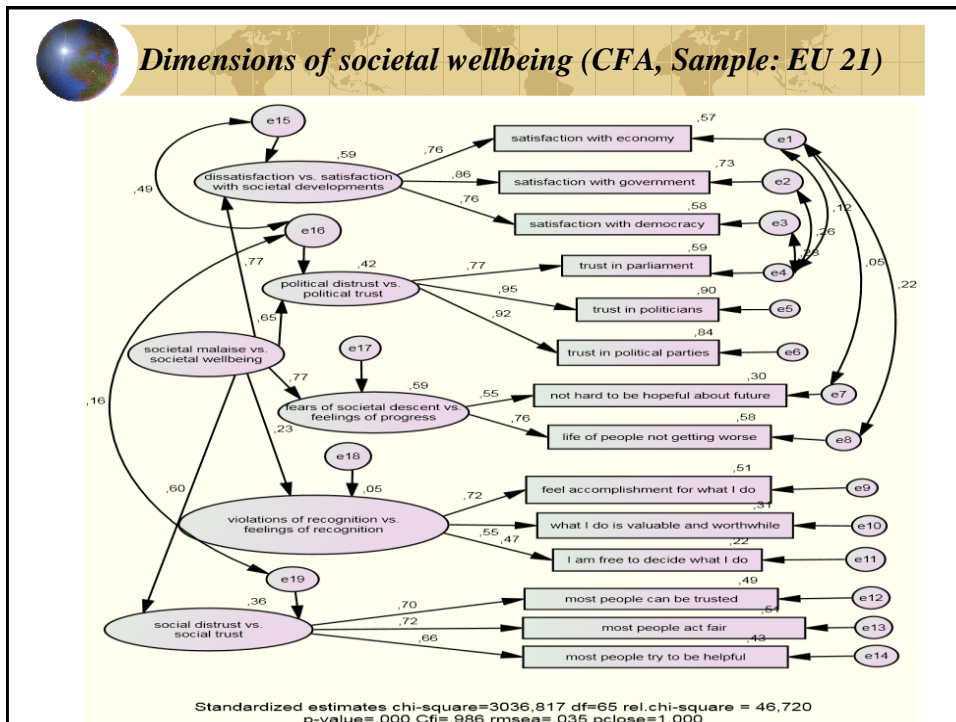 Dimensions of societal wellbeing (CFA, Sample: EU 21)
e15
,59
dissatisfaction vs. satisfaction
with societal developments
,76
,86
,76
,57
satisfaction with economy
e1
,73
satisfaction with government
e2
,58
satisfaction with democracy
e3
,49
e16
,42
political distrust vs.
political trust
,77
,95
,92
,59
trust in parliament
e4
,90
trust in politicians
e5
,84
trust in political parties
e6
,12
,26
,23
,05
,22
,77
,65
societal malaise vs.
societal wellbeing
,77
,23
,60
,16
e17
,59
fears of societal descent vs.
feelings of progress
,55
,76
,30
not hard to be hopeful about future
e7
,58
life of people not getting worse
e8
e18
,05
violations of recognition vs.
feelings of recognition
,72
,55
,47
,51
feel accomplishment for what I do
e9
,31
what I do is valuable and worthwhile
e10
,22
I am free to decide what I do
e11
e19
,36
social distrust vs.
social trust
,70
,72
,66
,49
most people can be trusted
e12
,51
most people act fair
e13
,43
most people try to be helpful
e14
Standardized estimates chi-square=3036,817 df=65 rel.chi-square = 46,720
p-value=,000 Cfi=,986 rmsea=,035 pclose=1,000